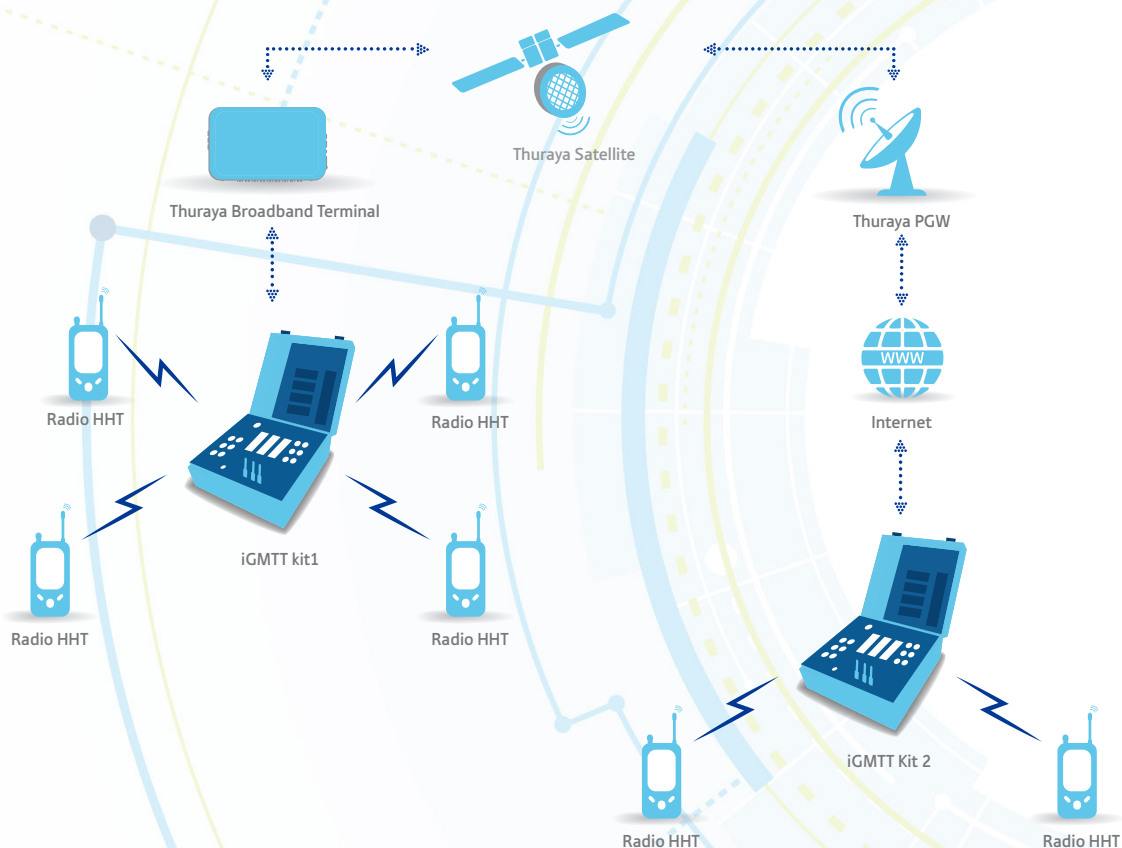 Thuraya Satellite
Thuraya Broadband Terminal
Thuraya PGW
WWW
Radio HHT
Radio HHT
Internet
iGMTT kit1
Radio HHT
Radio HHT
iGMTT Kit 2
Radio HHT
Radio HHT